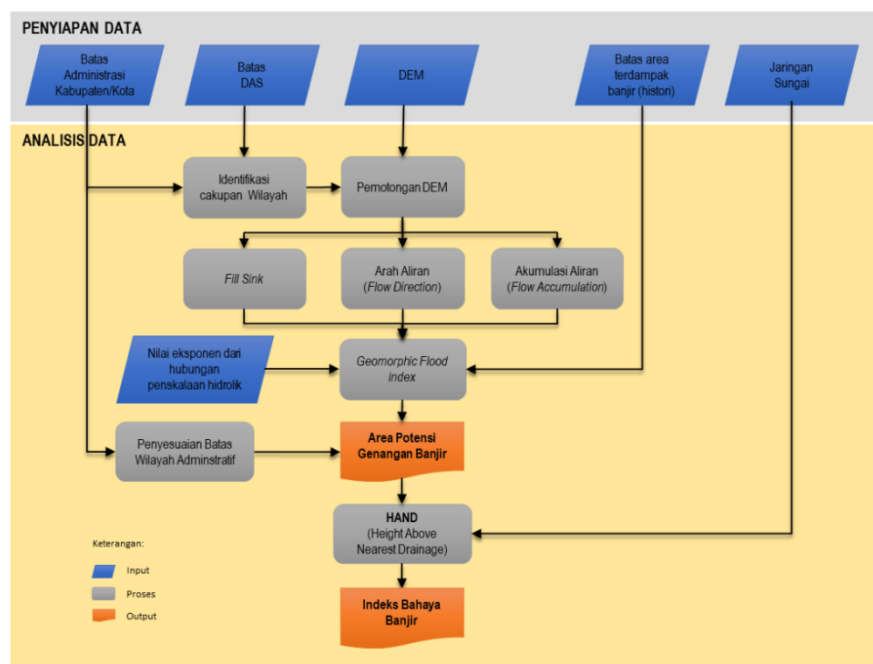 PENYIAPAN DATA
Batas
Administrasi
Kabupaten/Kota
Batas
DAS
DEM
Batas area
terdampak
banjir (histori)
Jaringan
Sungai
ANALISIS DATA
Identifikasi
cakupan Wilayah
Pemotongan DEM
Fill Sink
Arah Aliran
(Flow Direction)
Akumulasi Aliran
(Flow Accumulation)
Nilai eksponen dari
hubungan
penskalaan hidrolik
Geomorphic Flood
Index
Penyesuaian Batas
Wilayah Adminstratif
Area Potensi
Genangan Banjir
HAND
(Height Above
Nearest Drainage)
Indeks Bahaya
Banjir
Keterangan:
Input
Proses
Output